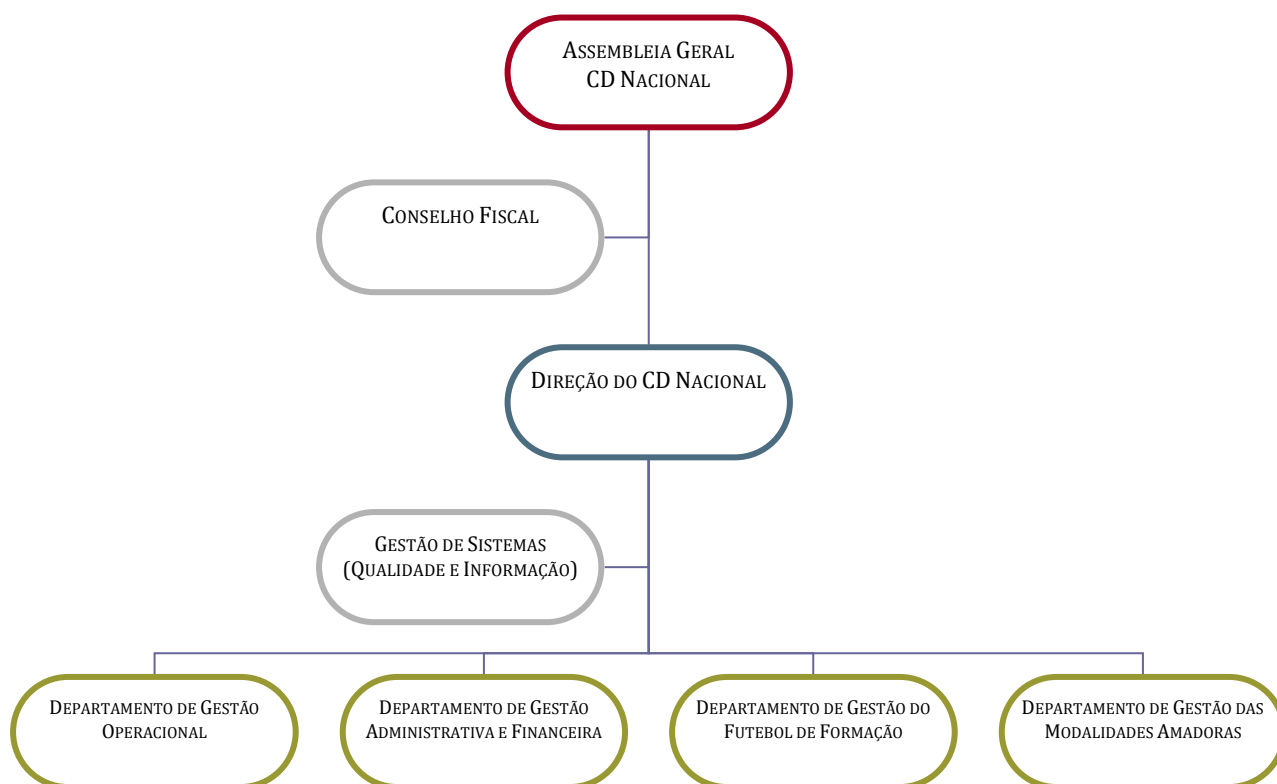 Assembleia Geral
CD Nacional
Conselho Fiscal
Direção do CD Nacional
Gestão de Sistemas
(Qualidade e Informação)
Departamento de Gestão
Operacional
Departamento de Gestão
Administrativa e Financeira
Departamento de Gestão do
Futebol de Formação
Departamento de Gestão das
Modalidades Amadoras